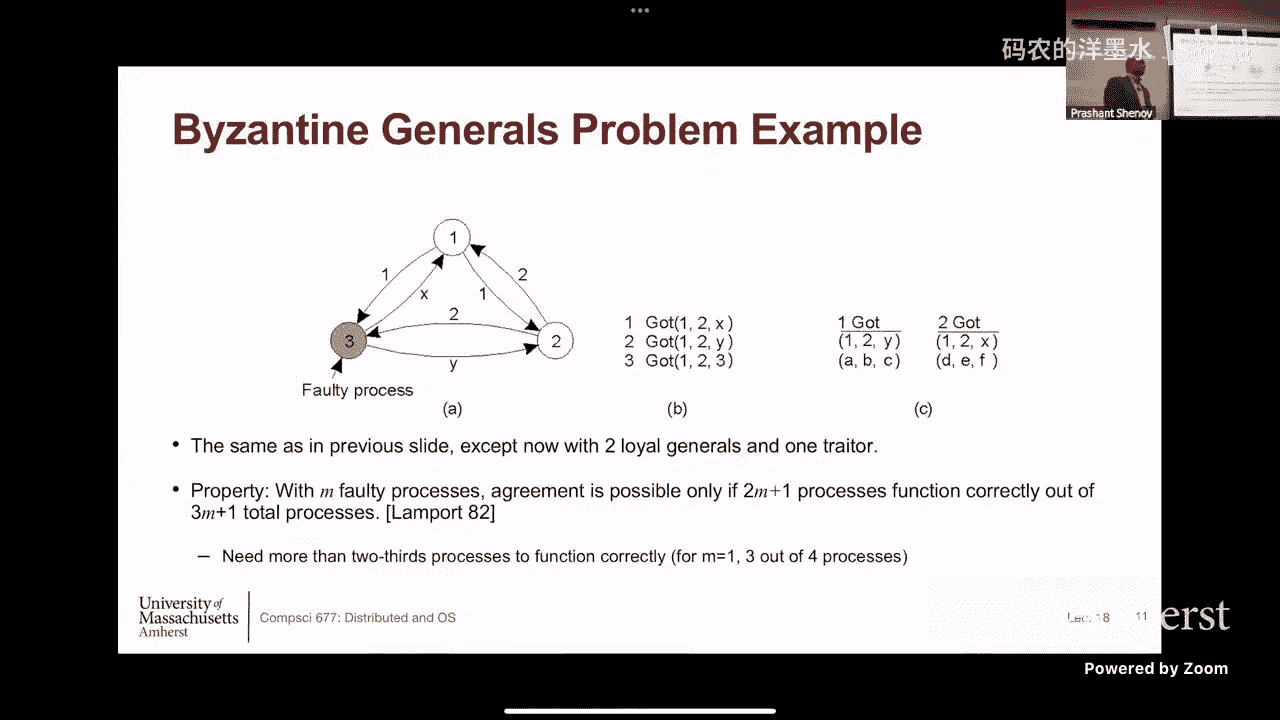 码农的洋墨水
Prashant Shenoy
Byzantine Generals Problem Example
1
1
x
1
2
2
3
2
y
Faulty process
(a)
1 Got(1, 2, x)
2 Got(1, 2, y)
3 Got(1, 2, 3)
(b)
1 Got
(1, 2, y)
(a, b, c)
2 Got
(1, 2, x)
(d, e, f)
(c)
• The same as in previous slide, except now with 2 loyal generals and one traitor.
• Property: With m faulty processes, agreement is possible only if 2m+1 processes function correctly out of
3m+1 total processes. [Lamport 82]
– Need more than two-thirds processes to function correctly (for m=1, 3 out of 4 processes)
University of
Massachusetts
Amherst
Compsci 677: Distributed and OS
Lec. 18
11
erst
Powered by Zoom